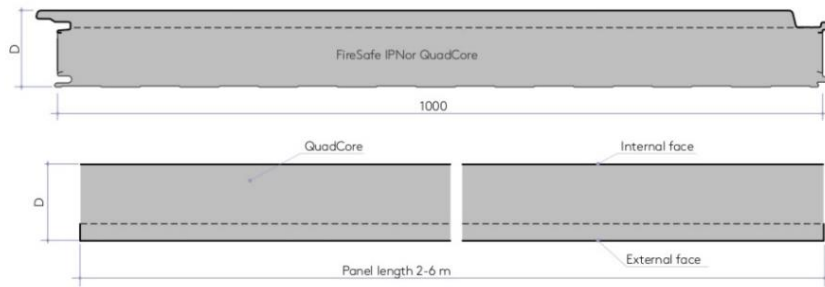 D
FireSafe IPNor QuadCore
1000
QuadCore
Internal face
D
External face
Panel length 2-6 m